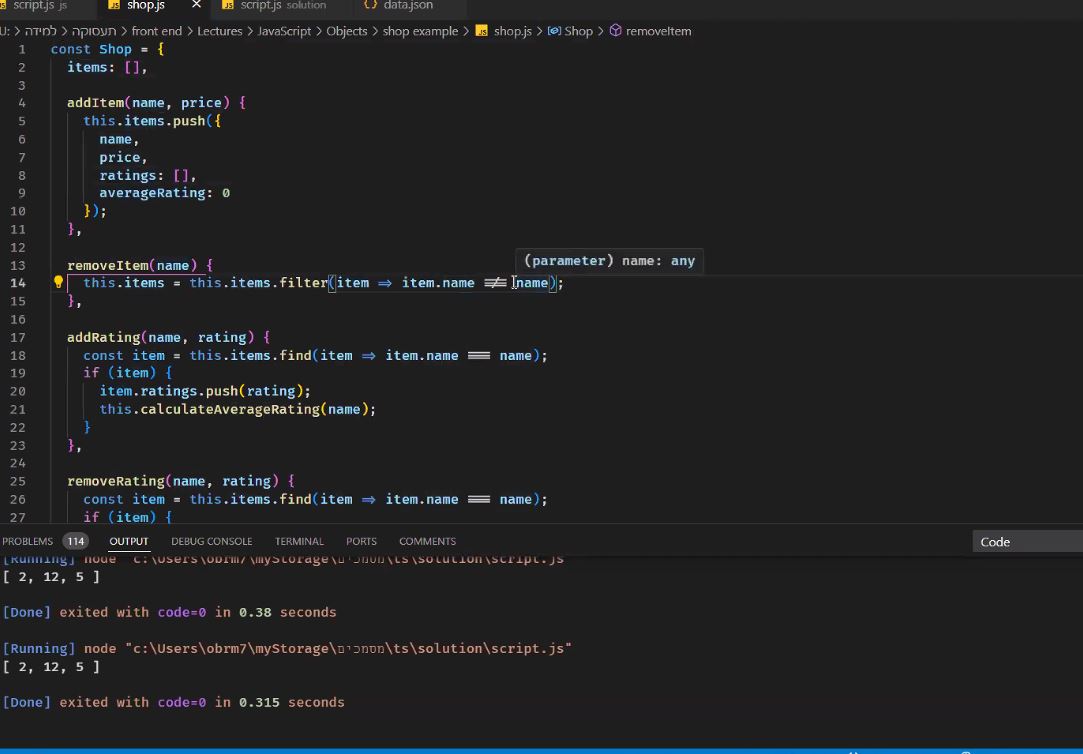 script.js js shop.js script.js solution data.json
U: > למידה > תעסוקה > front end > Lectures > JavaScript > Objects > shop example > JS shop.js > Shop > removeItem
1 const Shop = {
2 items: [],
3
4 addItem(name, price) {
5 this.items.push({
6 name,
7 price,
8 ratings: [],
9 averageRating: 0
10 });
11 },
12
13 removeItem(name) {
(parameter) name: any
14 this.items = this.items.filter(item => item.name !== name);
15 },
16
17 addRating(name, rating) {
18 const item = this.items.find(item => item.name === name);
19 if (item) {
20 item.ratings.push(rating);
21 this.calculateAverageRating(name);
22 }
23 },
24
25 removeRating(name, rating) {
26 const item = this.items.find(item => item.name === name);
27 if (item) {
PROBLEMS 114 OUTPUT DEBUG CONSOLE TERMINAL PORTS COMMENTS Code
[Running] node "c:\Users\obrm7\myStorage\מסמכים\ts\solution\script.js"
[ 2, 12, 5 ]
[Done] exited with code=0 in 0.38 seconds
[Running] node "c:\Users\obrm7\myStorage\מסמכים\ts\solution\script.js"
[ 2, 12, 5 ]
[Done] exited with code=0 in 0.315 seconds